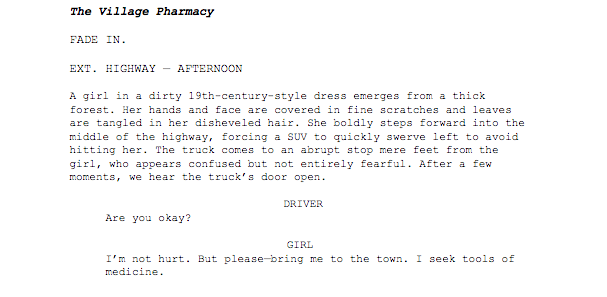 The Village Pharmacy
FADE IN.
EXT. HIGHWAY — AFTERNOON
A girl in a dirty 19th-century-style dress emerges from a thick
forest. Her hands and face are covered in fine scratches and leaves
are tangled in her disheveled hair. She boldly steps forward into the
middle of the highway, forcing a SUV to quickly swerve left to avoid
hitting her. The truck comes to an abrupt stop mere feet from the
girl, who appears confused but not entirely fearful. After a few
moments, we hear the truck’s door open.
DRIVER
Are you okay?
GIRL
I’m not hurt. But please—bring me to the town. I seek tools of
medicine.